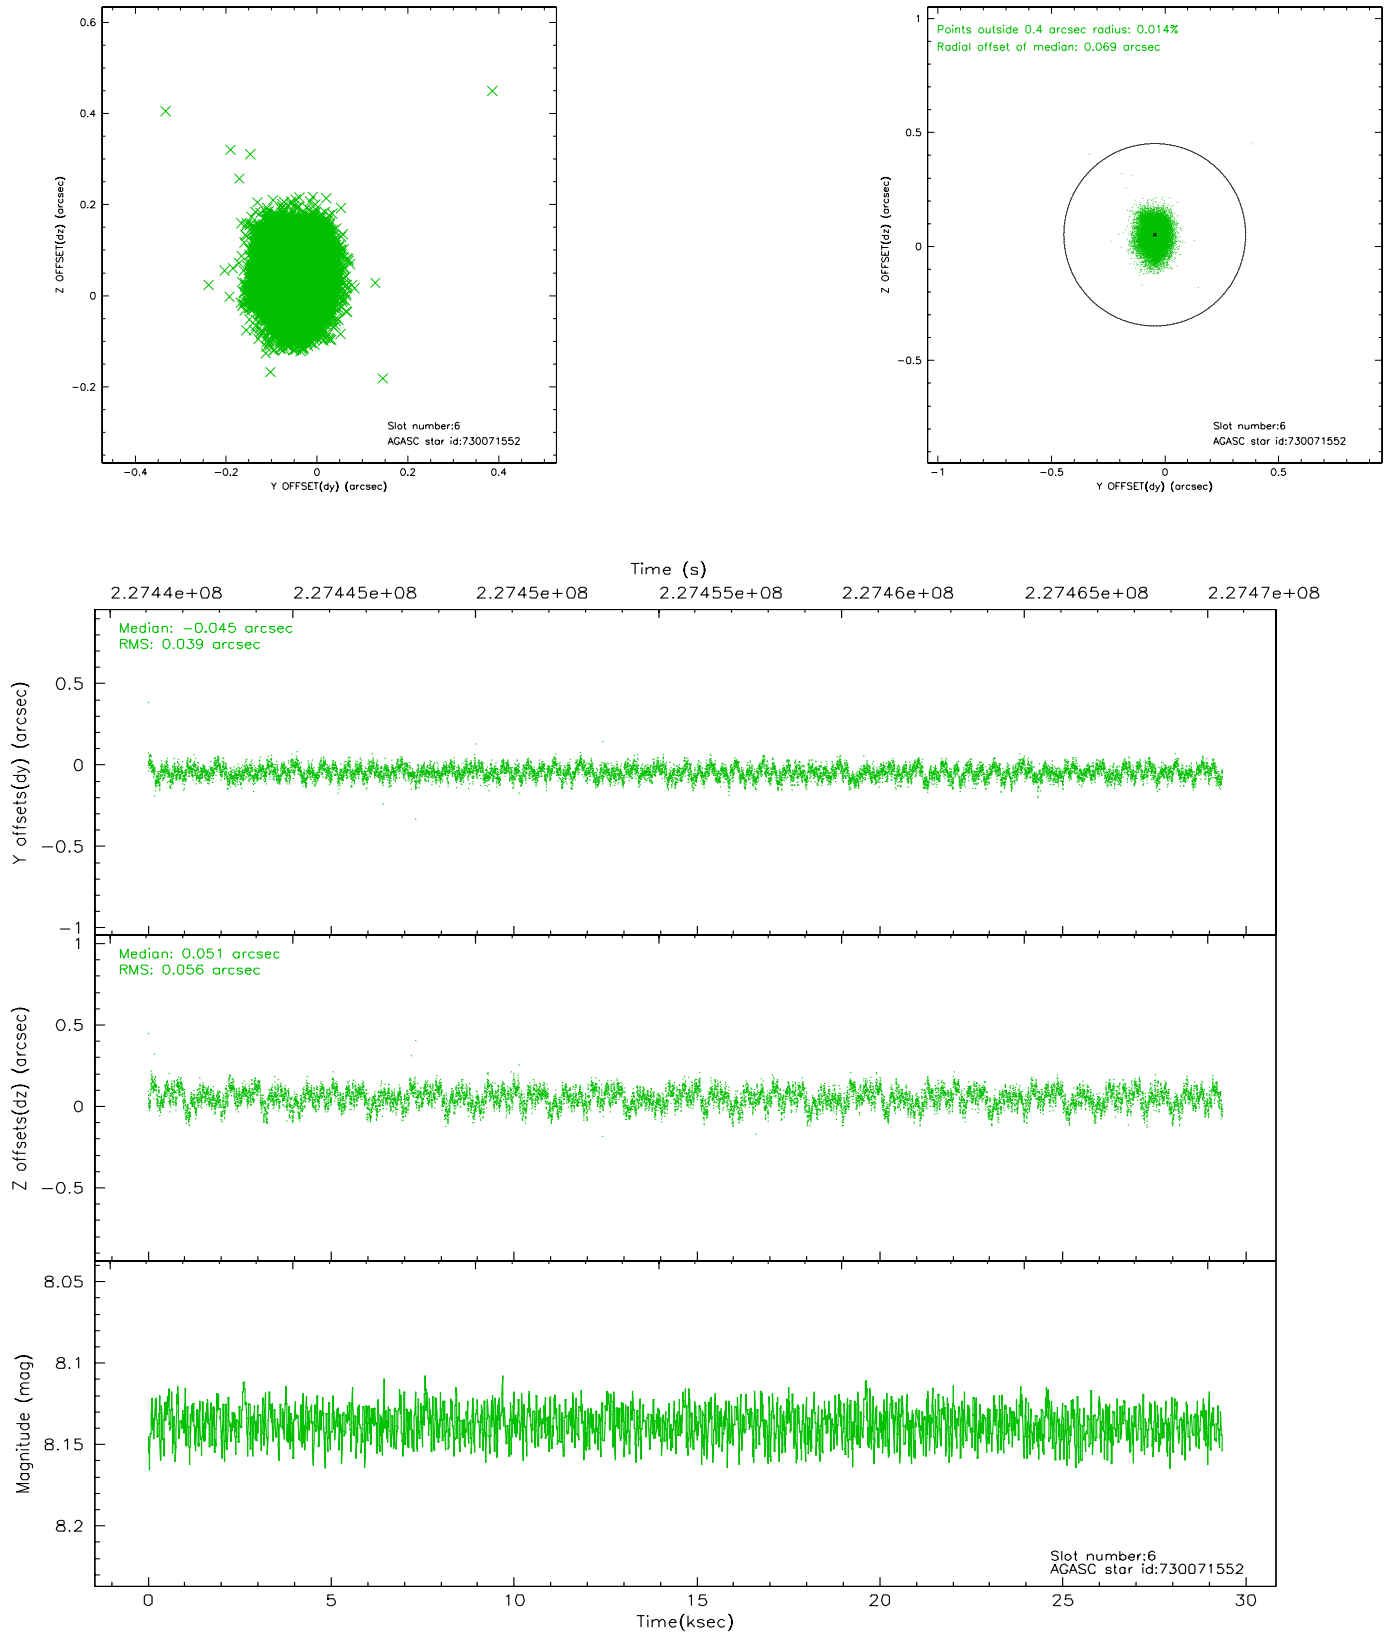 0.6
0.4
0.2
0
−0.2
Z OFFSET(dz) (arcsec)
Slot number:6
AGASC star id:730071552
−0.4 −0.2 0 0.2 0.4
Y OFFSET(dy) (arcsec)
Points outside 0.4 arcsec radius: 0.014%
Radial offset of median: 0.069 arcsec
1
0.5
0
−0.5
Z OFFSET(dz) (arcsec)
Slot number:6
AGASC star id:730071552
−1 −0.5 0 0.5
Y OFFSET(dy) (arcsec)
Time (s)
2.2744e+08 2.27445e+08 2.2745e+08 2.27455e+08 2.2746e+08 2.27465e+08 2.2747e+08
Median: −0.045 arcsec
RMS: 0.039 arcsec
0.5
0
−0.5
−1
Y offsets(dy) (arcsec)
Median: 0.051 arcsec
RMS: 0.056 arcsec
1
0.5
0
−0.5
Z offsets(dz) (arcsec)
8.05
8.1
8.15
8.2
Magnitude (mag)
Slot number:6
AGASC star id:730071552
0 5 10 15 20 25 30
Time(ksec)